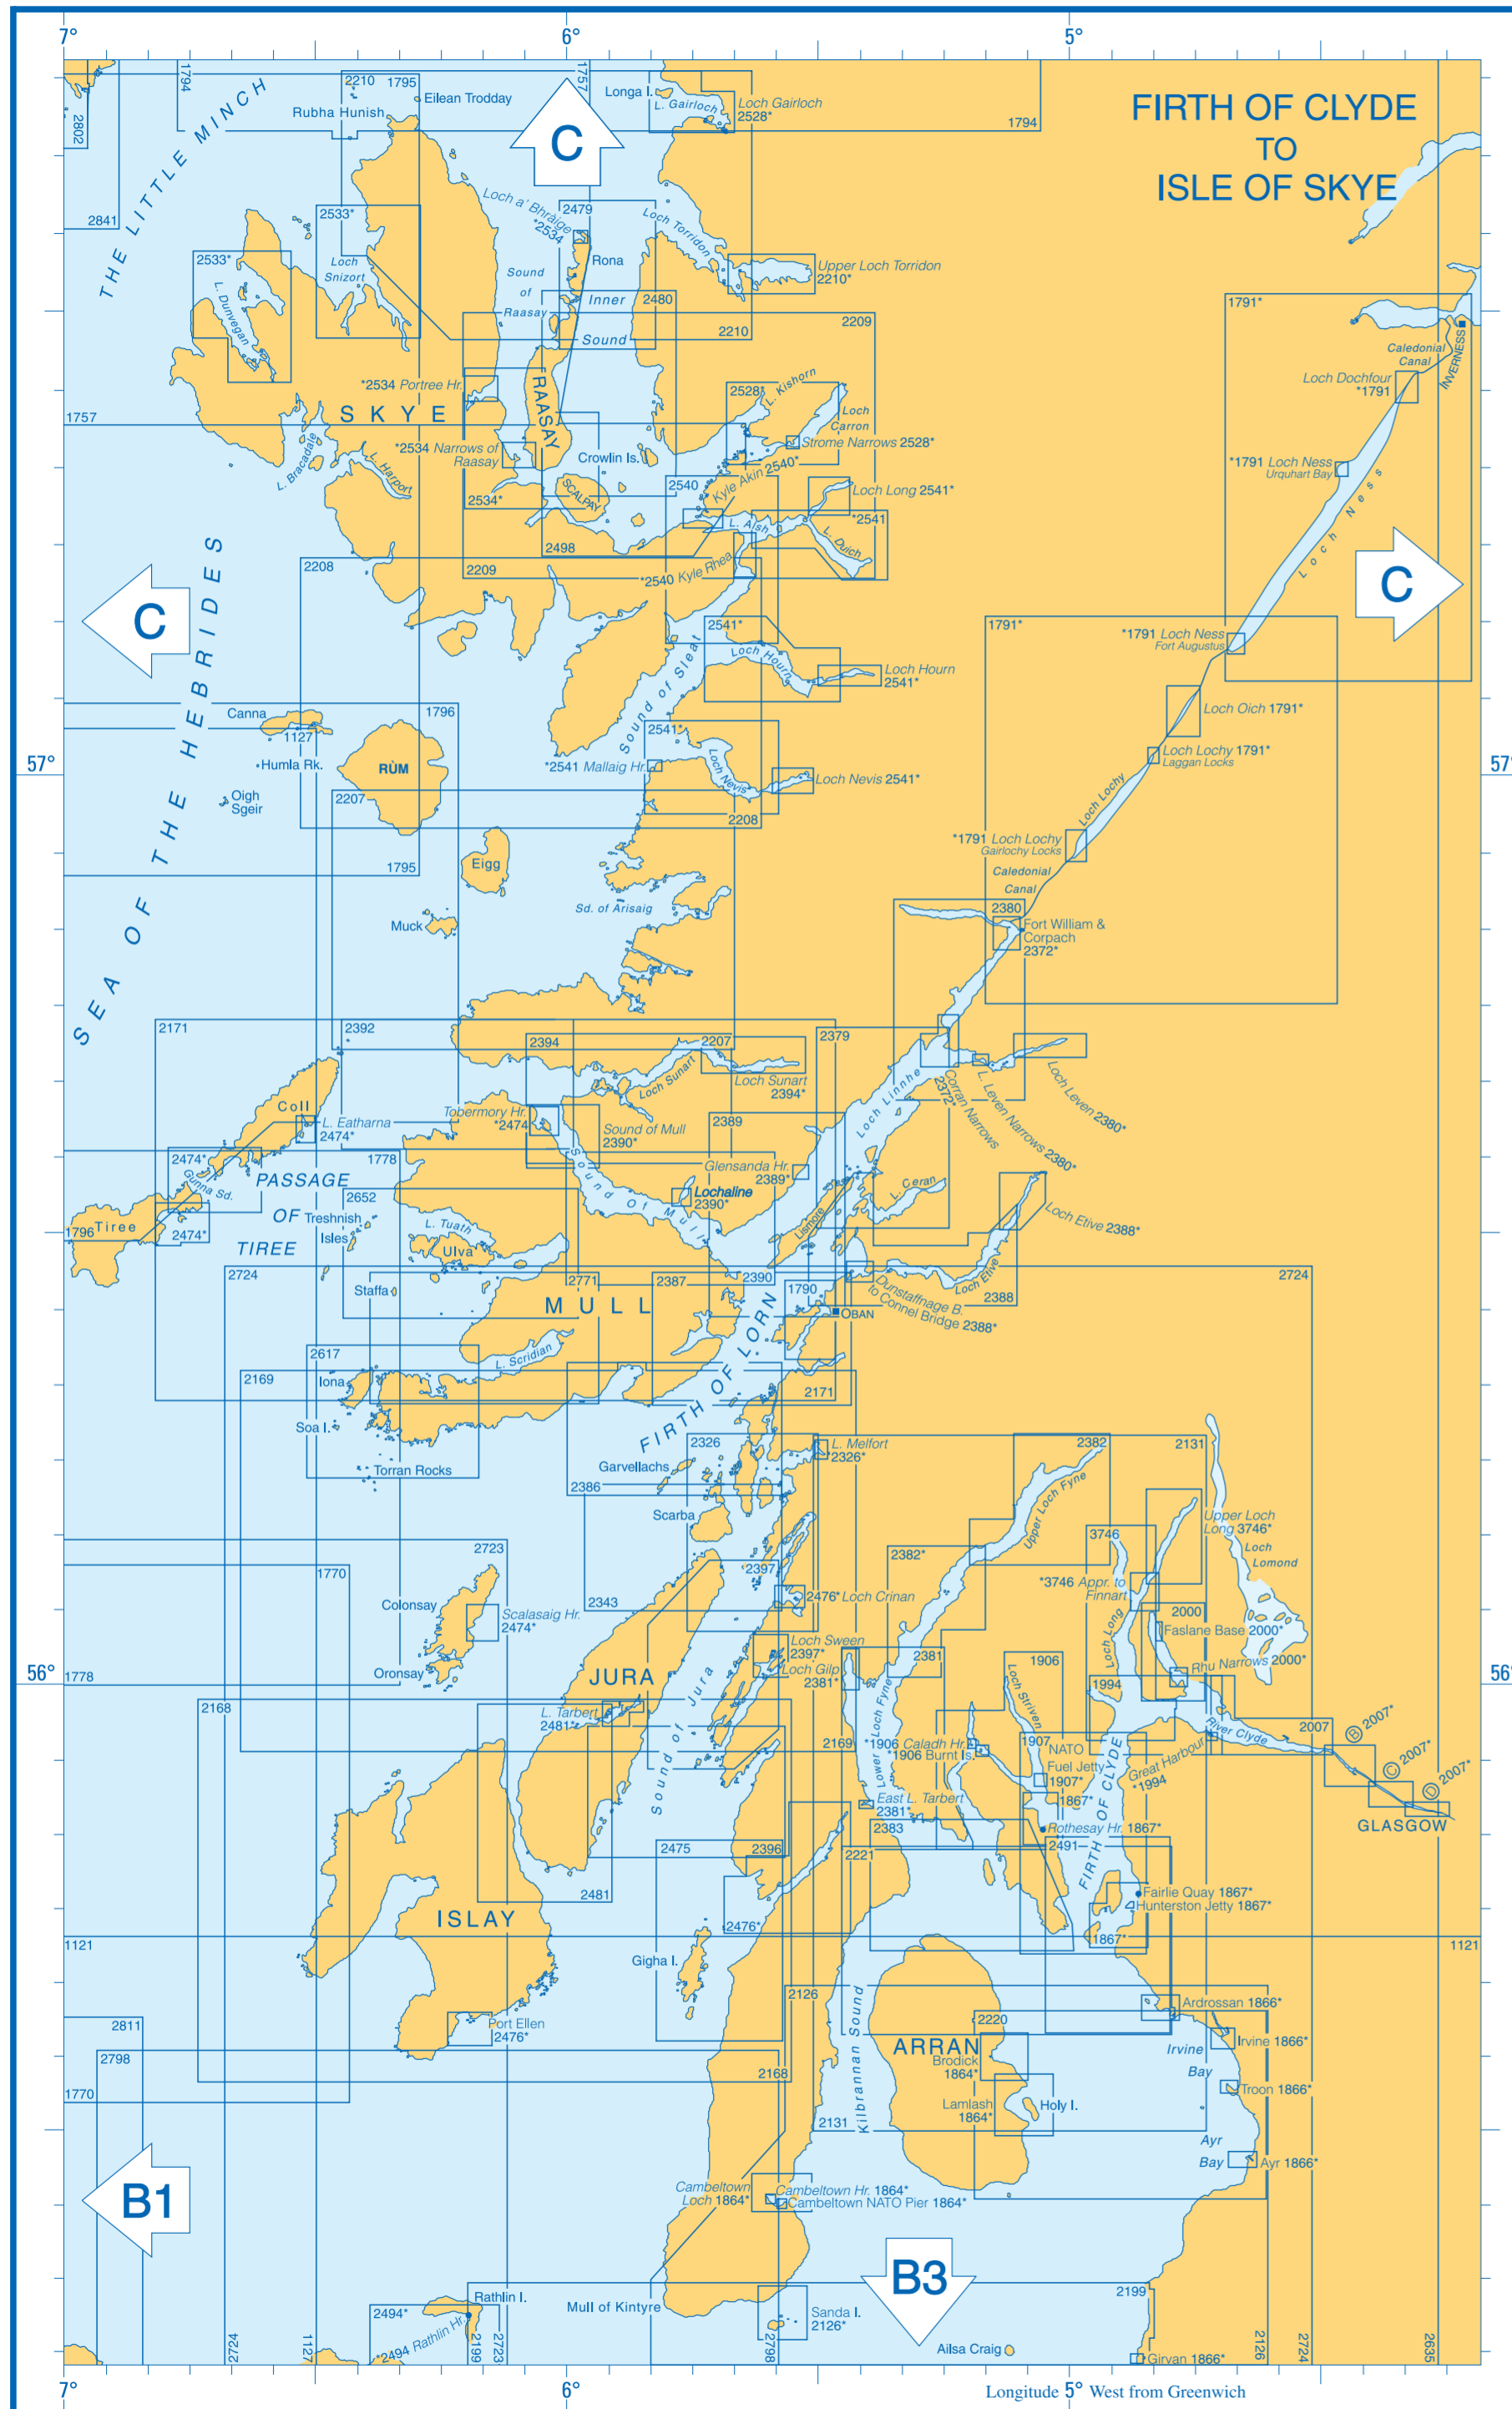 7°
6°
5°
FIRTH OF CLYDE
TO
ISLE OF SKYE
1794
2210
1795
Eilean Trodday
Rubha Hunish
1757
Longa I.
L. Gairloch
Loch Gairloch
2528*
1794
2802
2841
THE LITTLE MINCH
C
2533*
Loch
Snizort
2533*
L. Dunvegan
Loch a' Bhràige
*2534
2479
Rona
Loch Torridon
Upper Loch Torridon
2210*
Sound
of
Raasay
Inner
Sound
2480
2210
2209
1791*
Caledonial
Canal
INVERNESS
Loch Dochfour
*1791
*2534 Portree Hr.
SKYE
RAASAY
1757
2528*
L. Kishorn
Loch
Carron
Strome Narrows 2528*
*2534 Narrows of
Raasay
Crowlin Is.
L. Bracadale
L. Harport
2534*
SCALPAY
2540
Kyle Akin 2540*
Loch Long 2541*
*2541
L. Alsh
L. Duich
2498
2209
*2540 Kyle Rhea
*1791 Loch Ness
Urquhart Bay
Loch Ness
C
C
2208
SEA OF THE HEBRIDES
2541*
Loch Hourn
Loch Hourn
2541*
Sound of Sleat
1791*
*1791 Loch Ness
Fort Augustus
Loch Oich 1791*
Loch Lochy 1791*
Laggan Locks
Canna
1127
1796
Humla Rk.
RÙM
Oigh
Sgeir
2207
2541*
*2541 Mallaig Hr.
Loch Nevis
Loch Nevis 2541*
2208
57°
57°
Loch Lochy
*1791 Loch Lochy
Gairlochy Locks
Caledonial
Canal
1795
Eigg
Muck
Sd. of Arisaig
2380
Fort William &
Corpach
2372*
2171
2392
2394
2207
2379
Loch Sunart
Loch Sunart
2394*
Loch Linnhe
Corran Narrows
2372*
L. Leven Narrows 2380*
Loch Leven 2380*
Coll
L. Eatharna
2474*
Tobermory Hr.
*2474
Sound of Mull
2390*
2389
Glensanda Hr.
2389*
Sound Of Mull
Lochaline
2390*
2474*
Gunna Sd.
1778
PASSAGE
OF
TIREE
2652
Treshnish
Isles
L. Tuath
Ulva
Tiree
1796
2474*
Lismore
L. Ceran
Loch Etive 2388*
Loch Etive
2724
Staffa
2771
2387
2390
1790
MULL
OBAN
Dunstaffnage B.
to Connel Bridge 2388*
2388
2724
2617
L. Scridian
2169
Iona
Soa I.
Torran Rocks
2171
FIRTH OF LORN
2326
Garvellachs
2386
Scarba
L. Melfort
2326*
2382
2131
Upper Loch Fyne
3746
Upper Loch
Long 3746*
Loch
Lomond
2723
1770
2397
2382*
*3746 Appr. to
Finnart
Colonsay
Scalasaig Hr.
2474*
2343
2476* Loch Crinan
Loch Long
2000
Faslane Base 2000*
Oronsay
Loch Sween
2397*
Loch Gilp
2381*
2381
1906
Rhu Narrows 2000*
56°
1778
56°
JURA
Sound of Jura
2168
L. Tarbert
2481*
2169
Lower Loch Fyne
Loch Striven
1994
*1906 Caladh Hr.
*1906 Burnt Is.
1907
NATO
Fuel Jetty
1907*
River Clyde
2007
B 2007*
C 2007*
D 2007*
Great Harbour
*1994
GLASGOW
1867*
East L. Tarbert
2381*
2383
Rothesay Hr. 1867*
2491
FIRTH OF CLYDE
2475
2396
2221
2481
2476*
Fairlie Quay 1867*
Hunterston Jetty 1867*
1867*
ISLAY
1121
1121
Gigha I.
2811
2798
Port Ellen
2476*
2126
Kilbrannan Sound
2220
ARRAN
Brodick
1864*
Lamlash
1864*
Holy I.
Ardrossan 1866*
Irvine 1866*
Irvine
Bay
Troon 1866*
2168
1770
2131
Ayr
Bay
Ayr 1866*
B1
Cambeltown
Loch 1864*
Cambeltown Hr. 1864*
Cambeltown NATO Pier 1864*
B3
Rathlin I.
2494*
*2494 Rathlin Hr.
Mull of Kintyre
Sanda I.
2126*
2199
Ailsa Craig
Girvan 1866*
2724
1127
2199
2723
2798
2126
2724
2635
7°
6°
Longitude 5° West from Greenwich